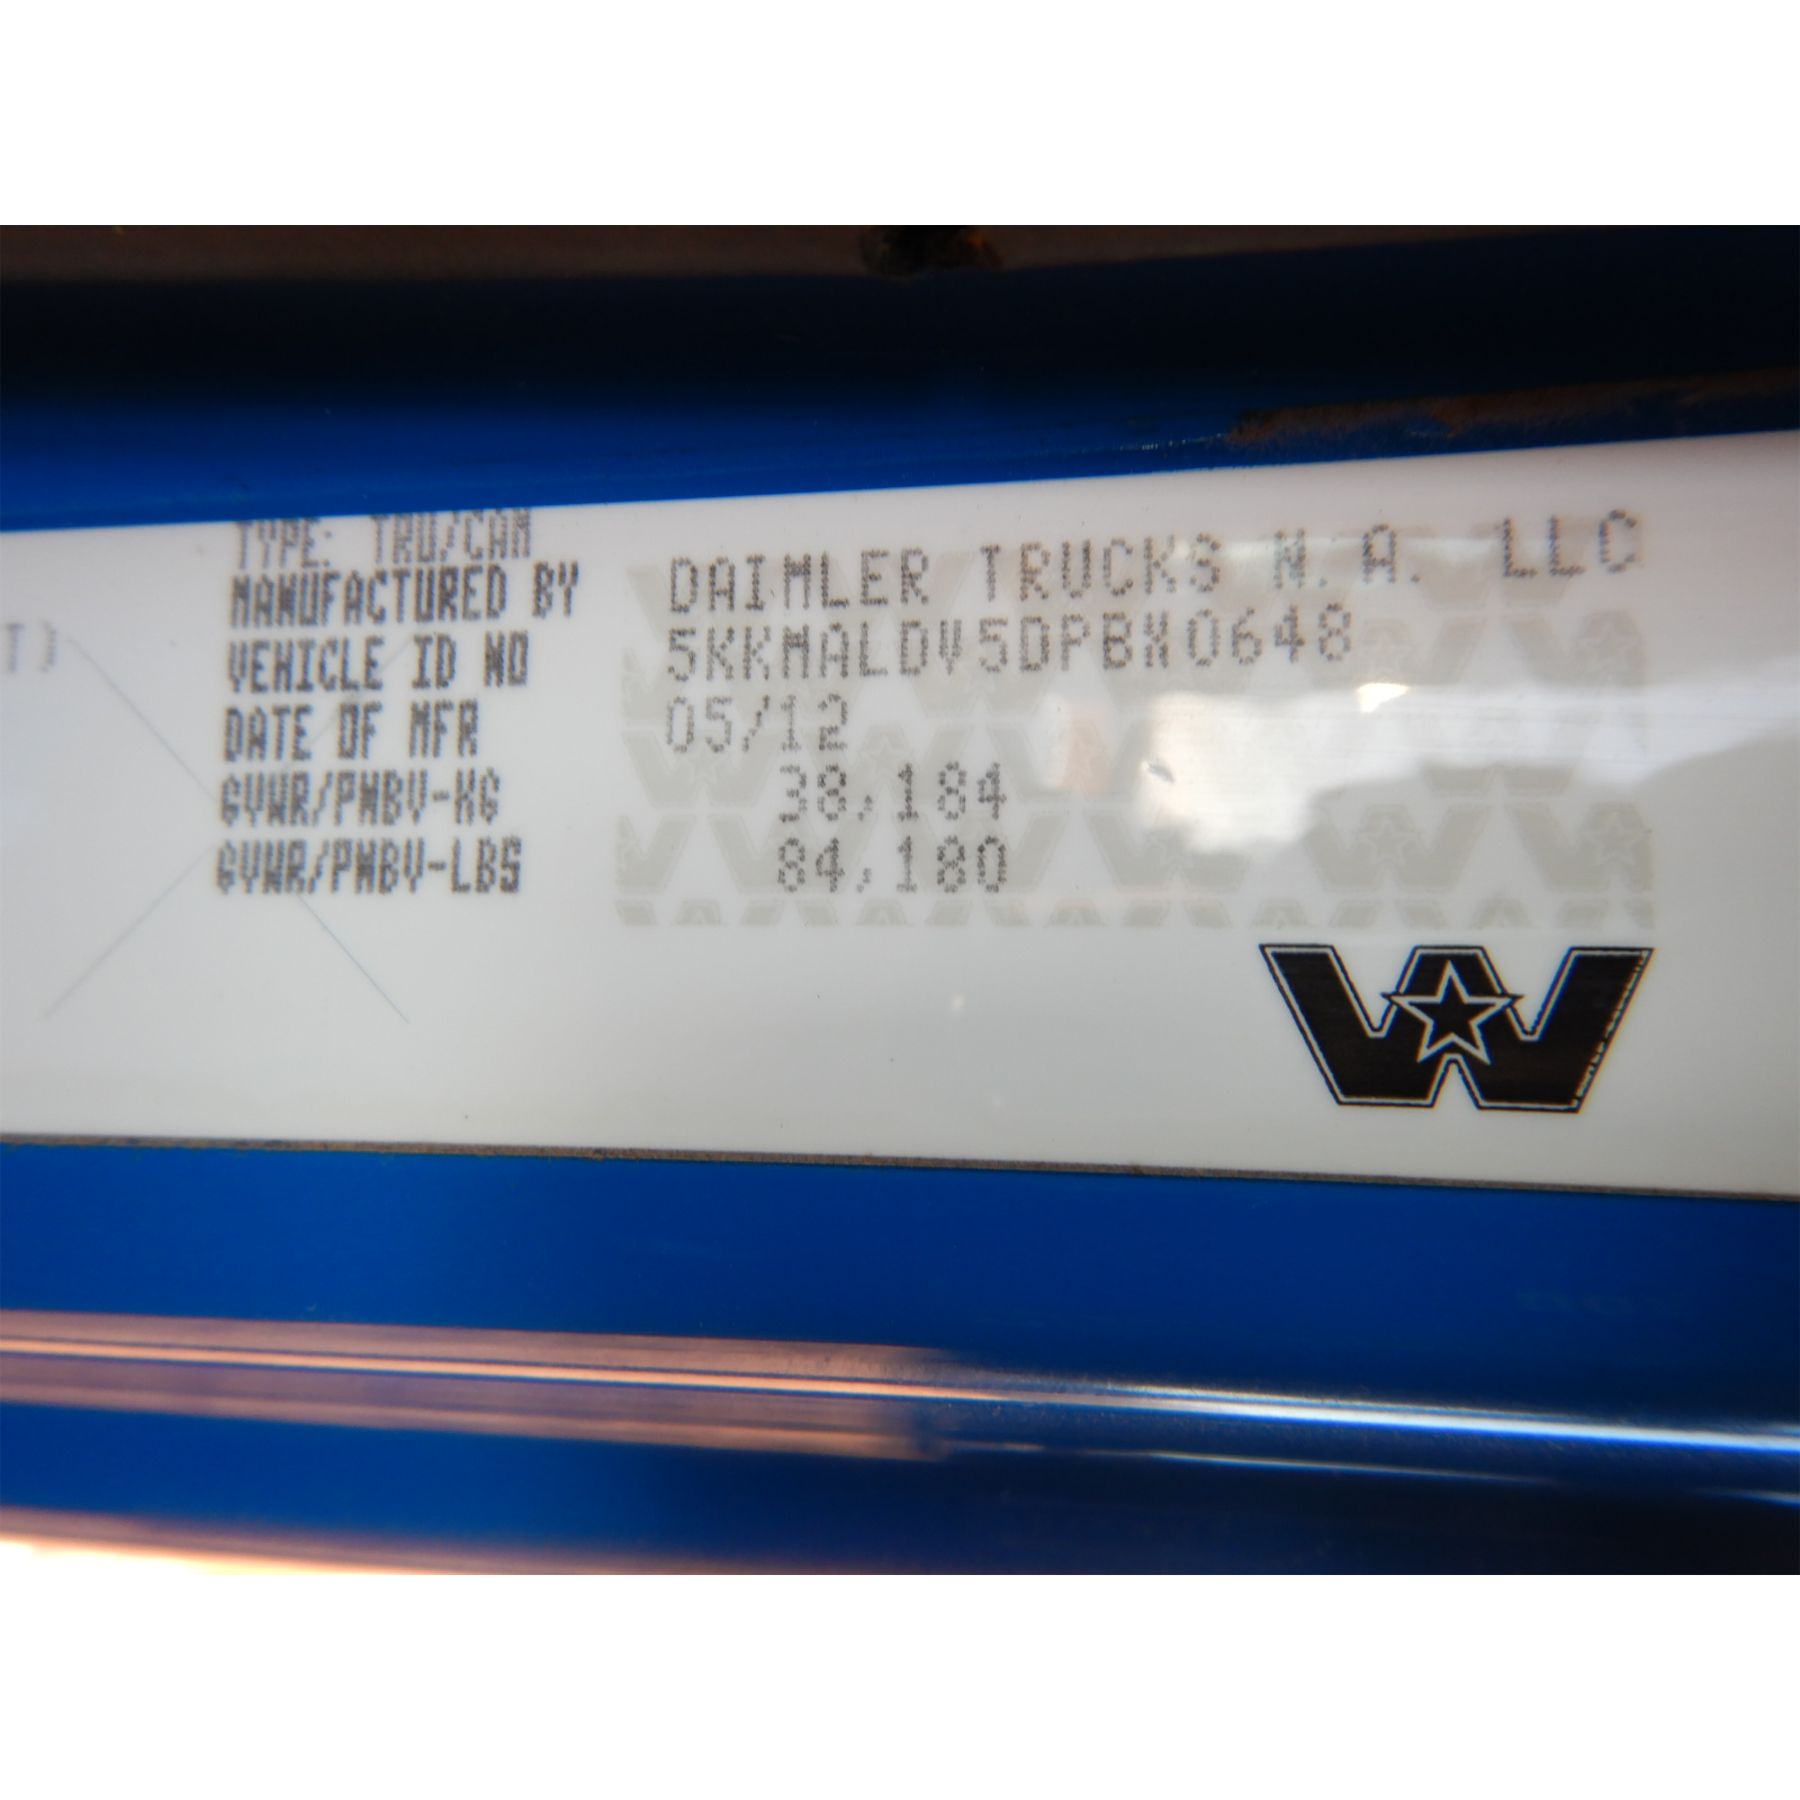 T)
TYPE: TRU/CAM
MANUFACTURED BY DAIMLER TRUCKS N.A. LLC
VEHICLE ID NO 5KKMALDV5DPBX0648
DATE OF MFR 05/12
GVWR/PNBV-KG 38,184
GVWR/PNBV-LBS 84,180